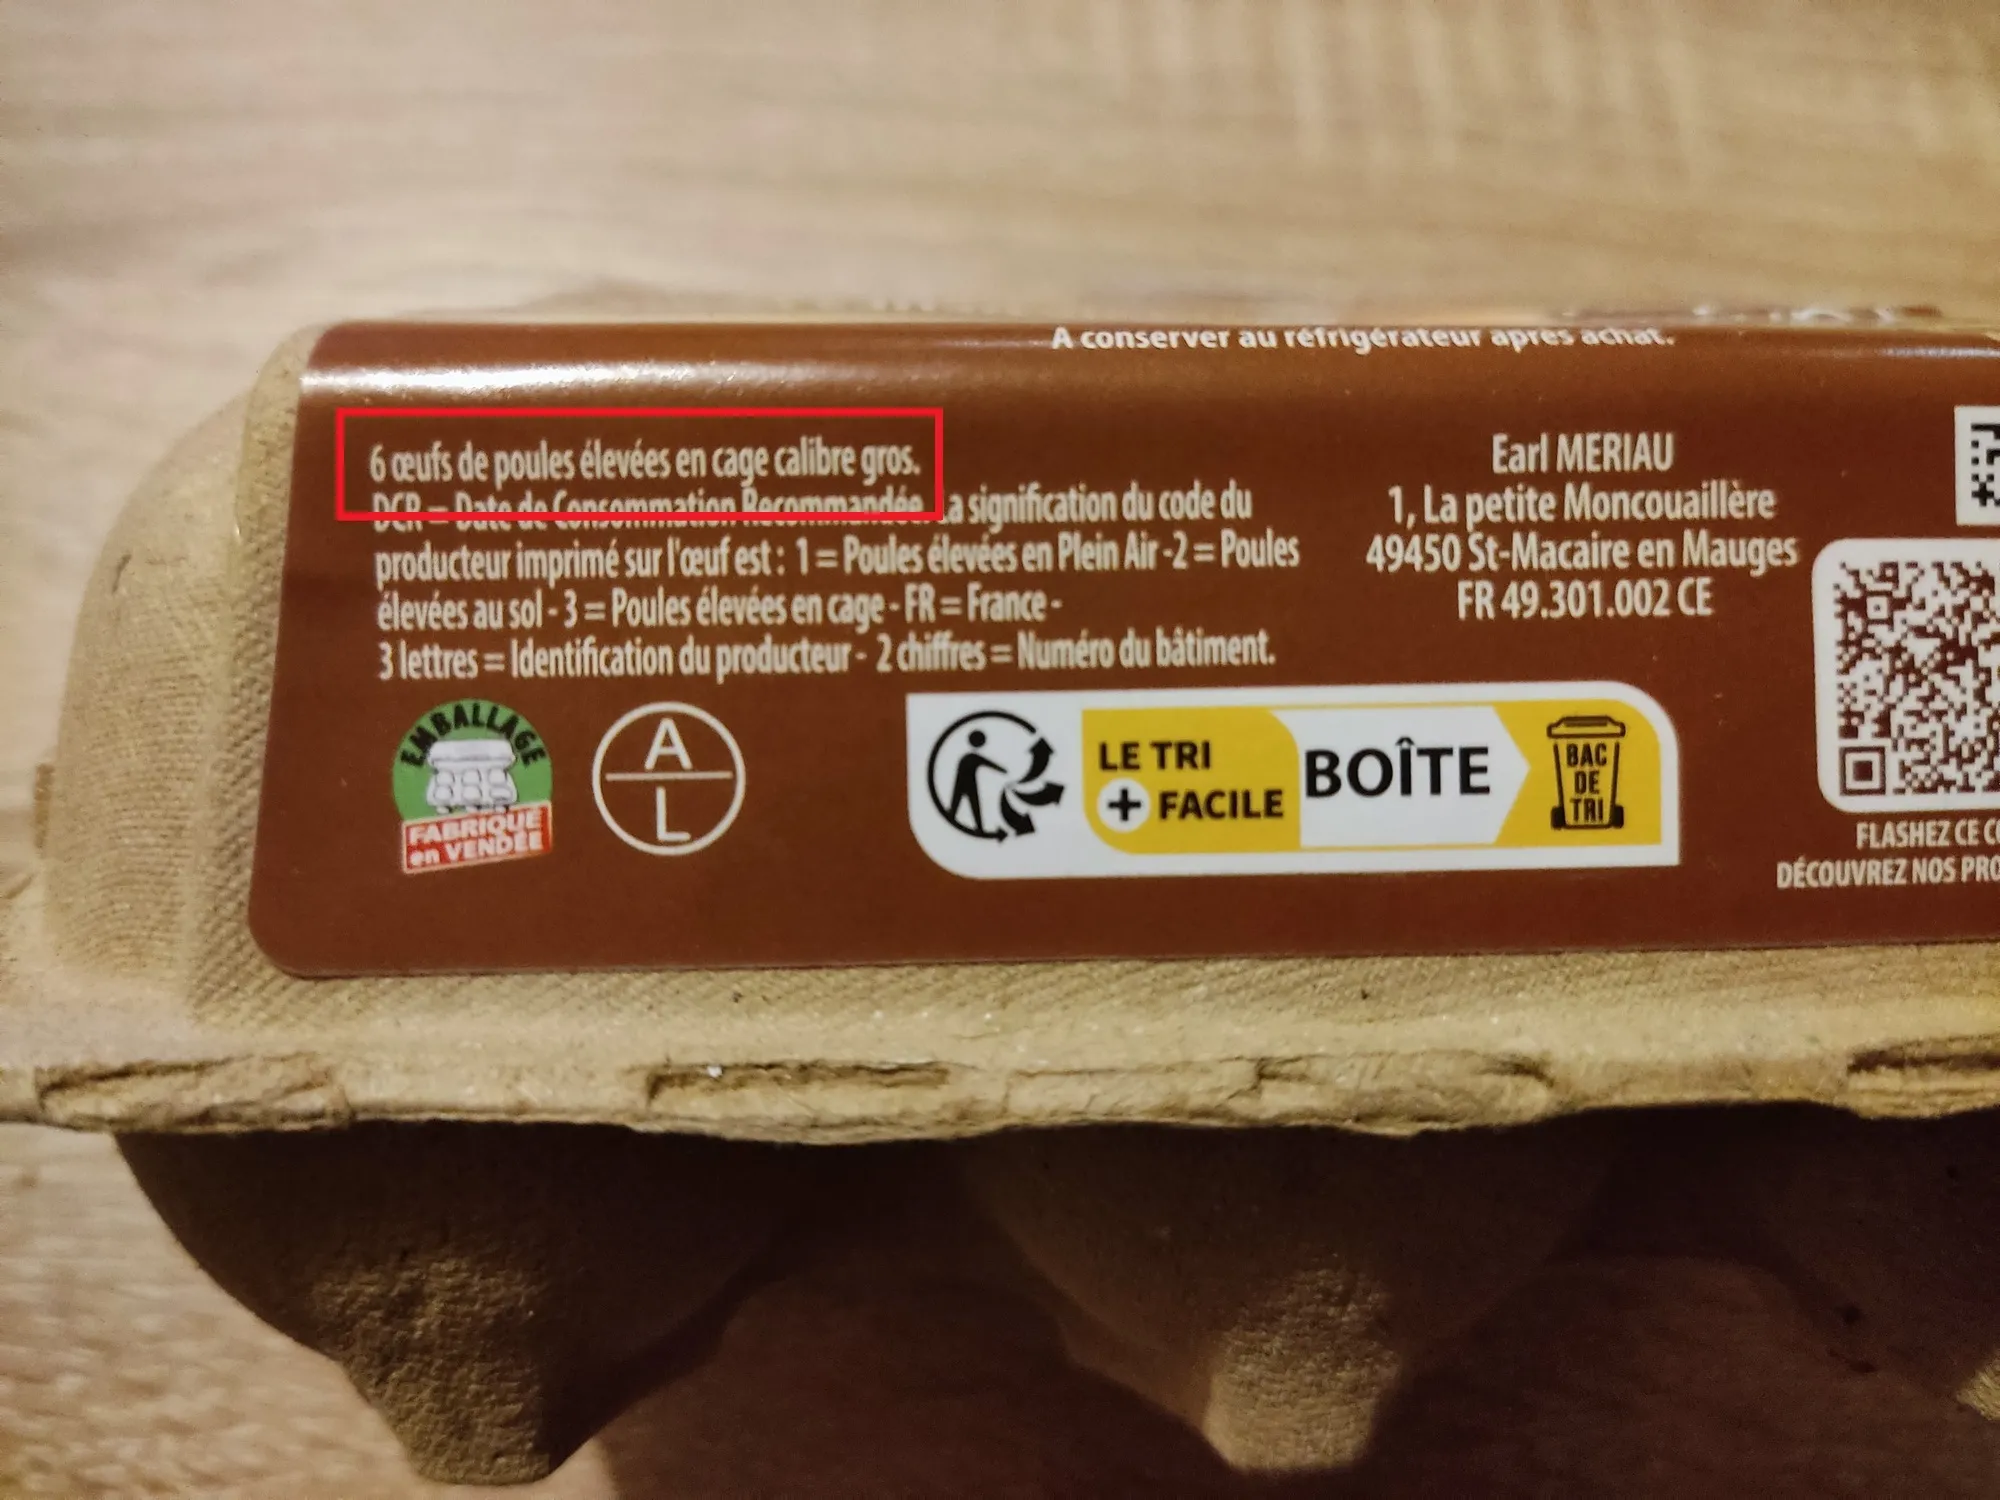 A conserver au réfrigérateur après achat.
6 œufs de poules élevées en cage calibre gros.
DCR = Date de Consommation Recommandée. La signification du code du
producteur imprimé sur l'œuf est : 1 = Poules élevées en Plein Air -2 = Poules
élevées au sol - 3 = Poules élevées en cage - FR = France -
3 lettres = Identification du producteur - 2 chiffres = Numéro du bâtiment.
Earl MERIAU
1, La petite Moncouaillère
49450 St-Macaire en Mauges
FR 49.301.002 CE
EMBALLAGE
FABRIQUÉ
en VENDÉE
A
L
LE TRI
+ FACILE
BOÎTE
BAC
DE
TRI
FLASHEZ CE
DÉCOUVREZ NOS